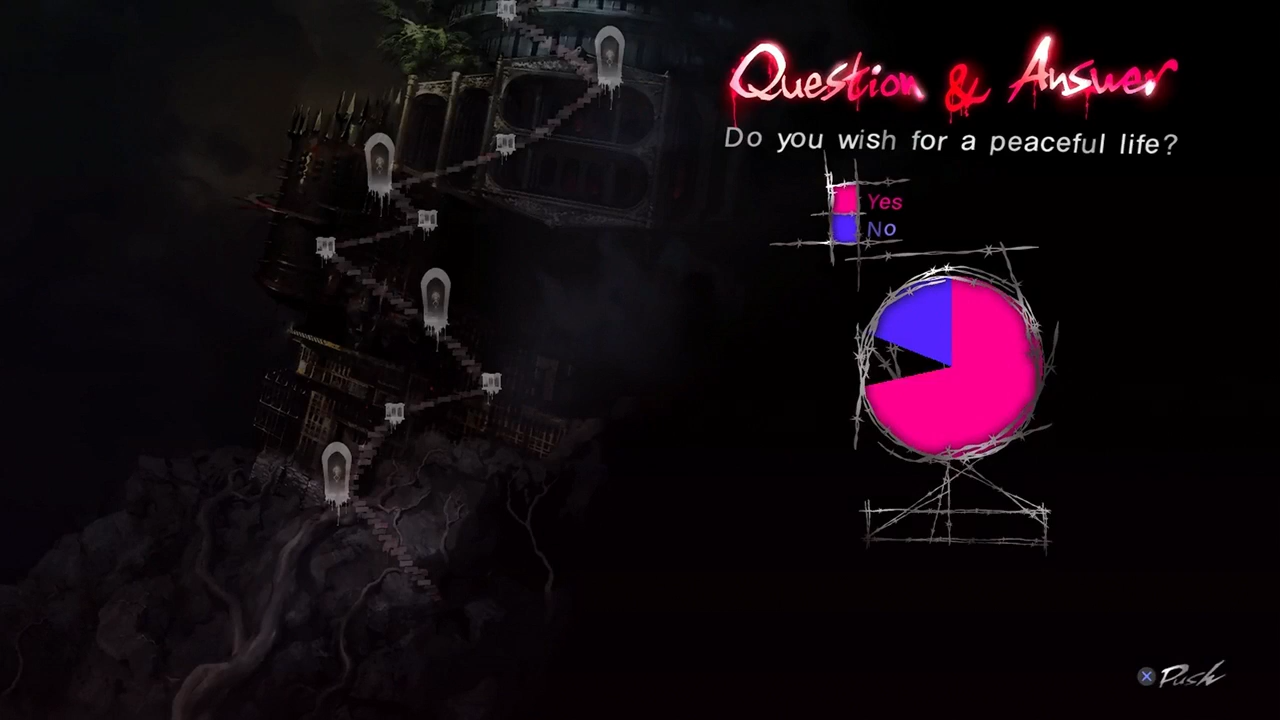 Question & Answer
Do you wish for a peaceful life?
Yes
No
Push